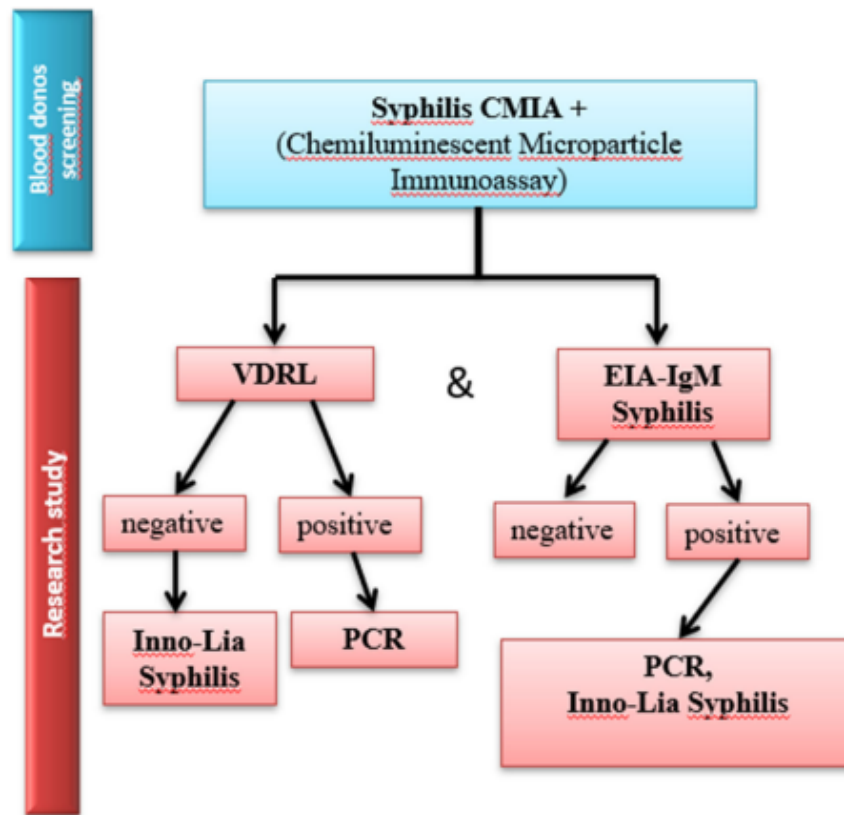 Blood donos
screening
Syphilis CMIA +
(Chemiluminescent Microparticle
Immunoassay)
Research study
VDRL
&
EIA-IgM
Syphilis
negative
positive
negative
positive
Inno-Lia
Syphilis
PCR
PCR,
Inno-Lia Syphilis